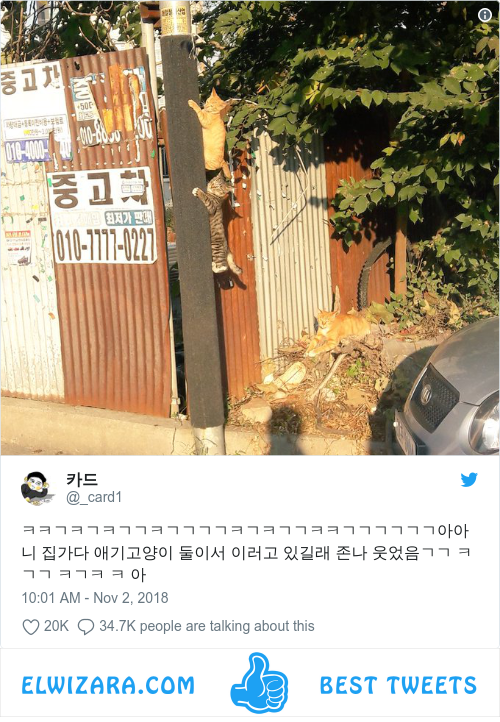 중고차
중고차
최저가 판매
010-7777-0227
카드
@_card1
ㅋㅋㄱㅋㄱㅋㄱㄱㅋㄱㄱㄱㄱㅋㄱㅋㄱㄱㅋㅋㄱㄱㄱㄱㄱㄱ아아
니 집가다 애기고양이 둘이서 이러고 있길래 존나 웃었음ㄱㄱ ㅋ
ㄱㄱ ㅋㄱㅋ ㅋ 아
10:01 AM - Nov 2, 2018
20K 34.7K people are talking about this
ELWIZARA.COM BEST TWEETS